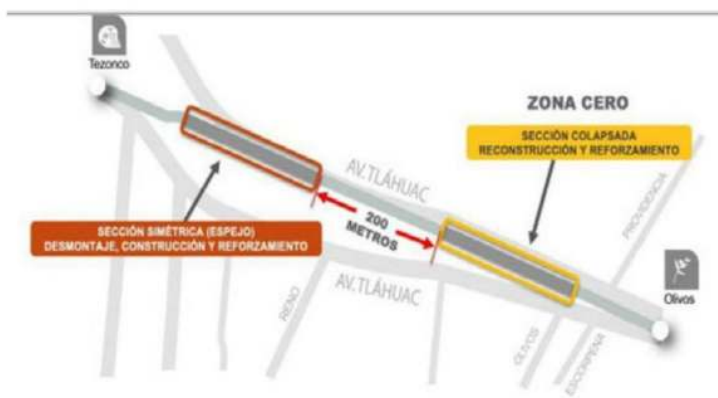 Tezonco
ZONA CERO
SECCIÓN COLAPSADA
RECONSTRUCCIÓN Y REFORZAMIENTO
AV.TLÁHUAC
PROVIDENCIA
200
METROS
SECCIÓN SIMÉTRICA (ESPEJO)
DESMONTAJE, CONSTRUCCIÓN Y REFORZAMIENTO
AV.TLÁHUAC
Olivos
RENO
OLIVOS
ESCORPENA